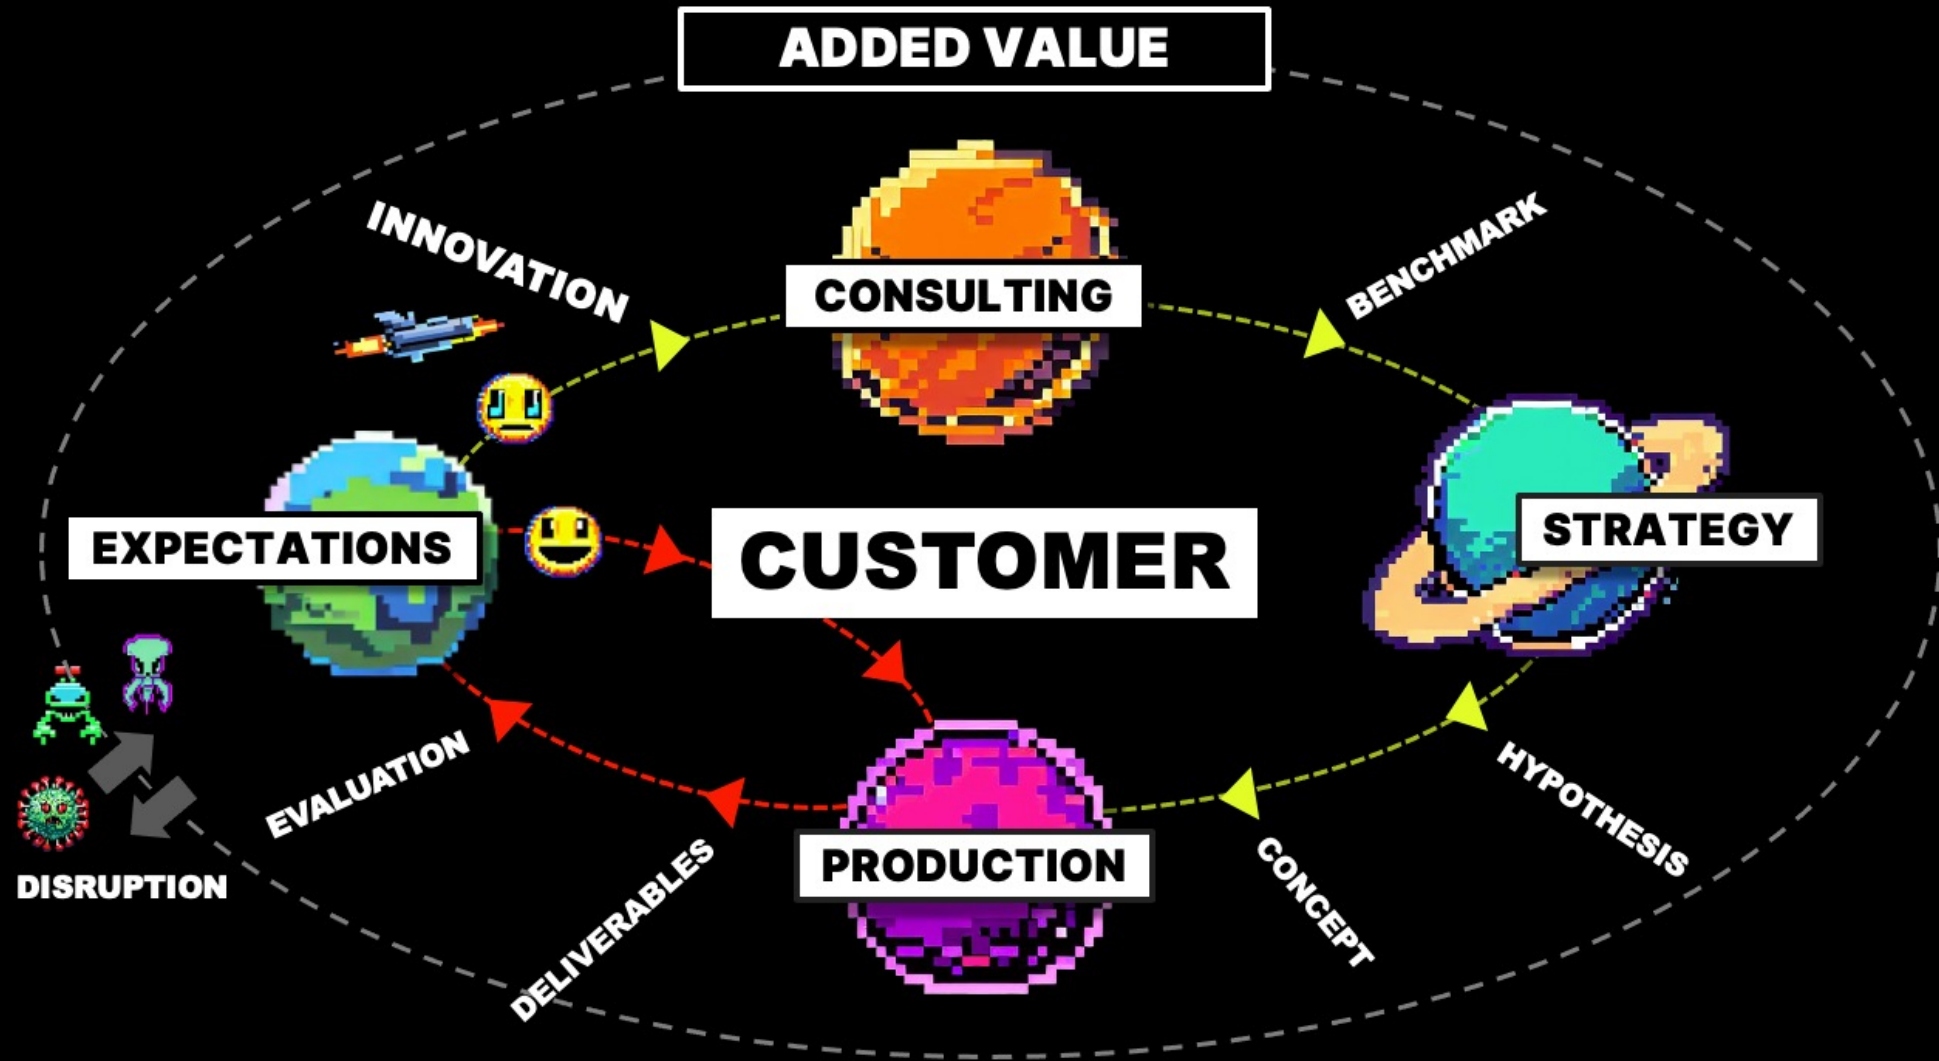 ADDED VALUE
INNOVATION
BENCHMARK
CONSULTING
EXPECTATIONS
CUSTOMER
STRATEGY
EVALUATION
HYPOTHESIS
PRODUCTION
DISRUPTION
DELIVERABLES
CONCEPT